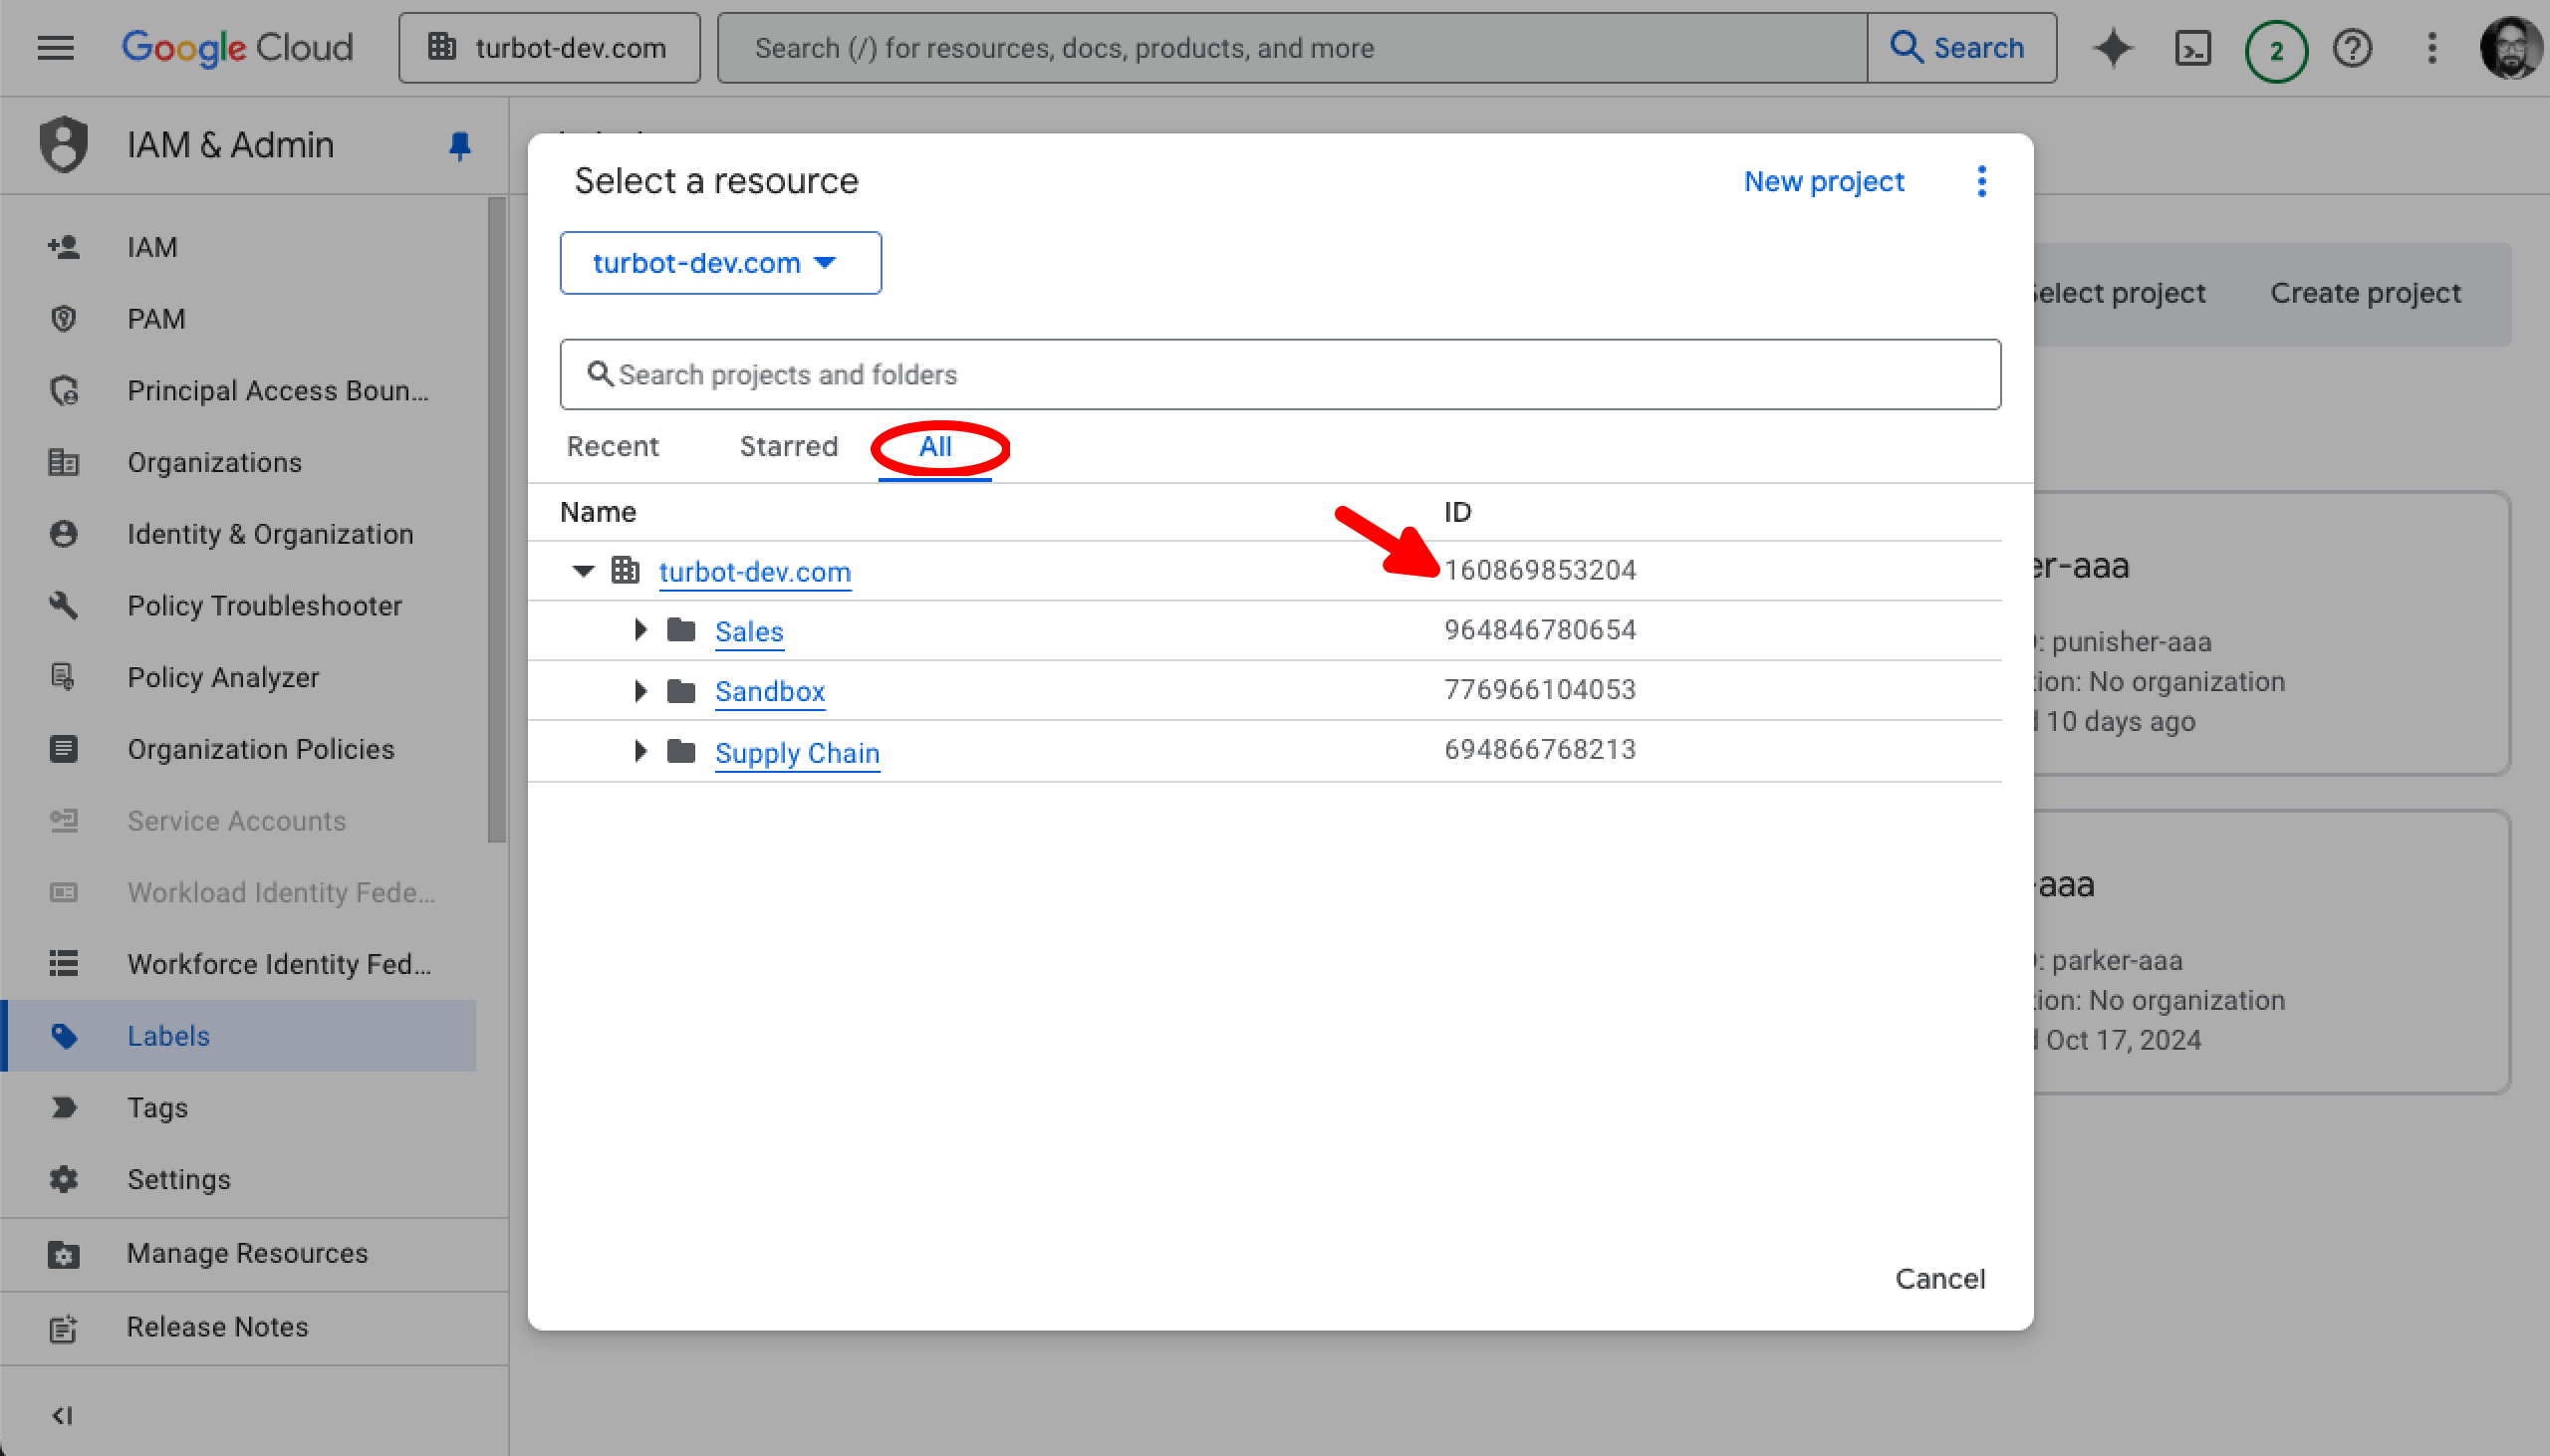 Google Cloud
turbot-dev.com
Search (/) for resources, docs, products, and more
Search
2
IAM & Admin
IAM
PAM
Principal Access Boun...
Organizations
Identity & Organization
Policy Troubleshooter
Policy Analyzer
Organization Policies
Service Accounts
Workload Identity Fede...
Workforce Identity Fed...
Labels
Tags
Settings
Manage Resources
Release Notes
Select a resource
New project
turbot-dev.com
Search projects and folders
Recent Starred All
Name ID
turbot-dev.com 160869853204
Sales 964846780654
Sandbox 776966104053
Supply Chain 694866768213
Cancel
Select project Create project
er-aaa
: punisher-aaa
tion: No organization
10 days ago
-aaa
: parker-aaa
tion: No organization
Oct 17, 2024